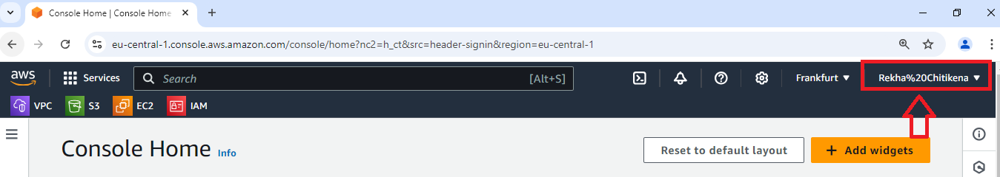 Console Home | Console Home
eu-central-1.console.aws.amazon.com/console/home?nc2=h_ct&src=header-signin&region=eu-central-1
aws Services Search [Alt+S] Frankfurt Rekha%20Chitikena
VPC S3 EC2 IAM
Console Home Info Reset to default layout + Add widgets